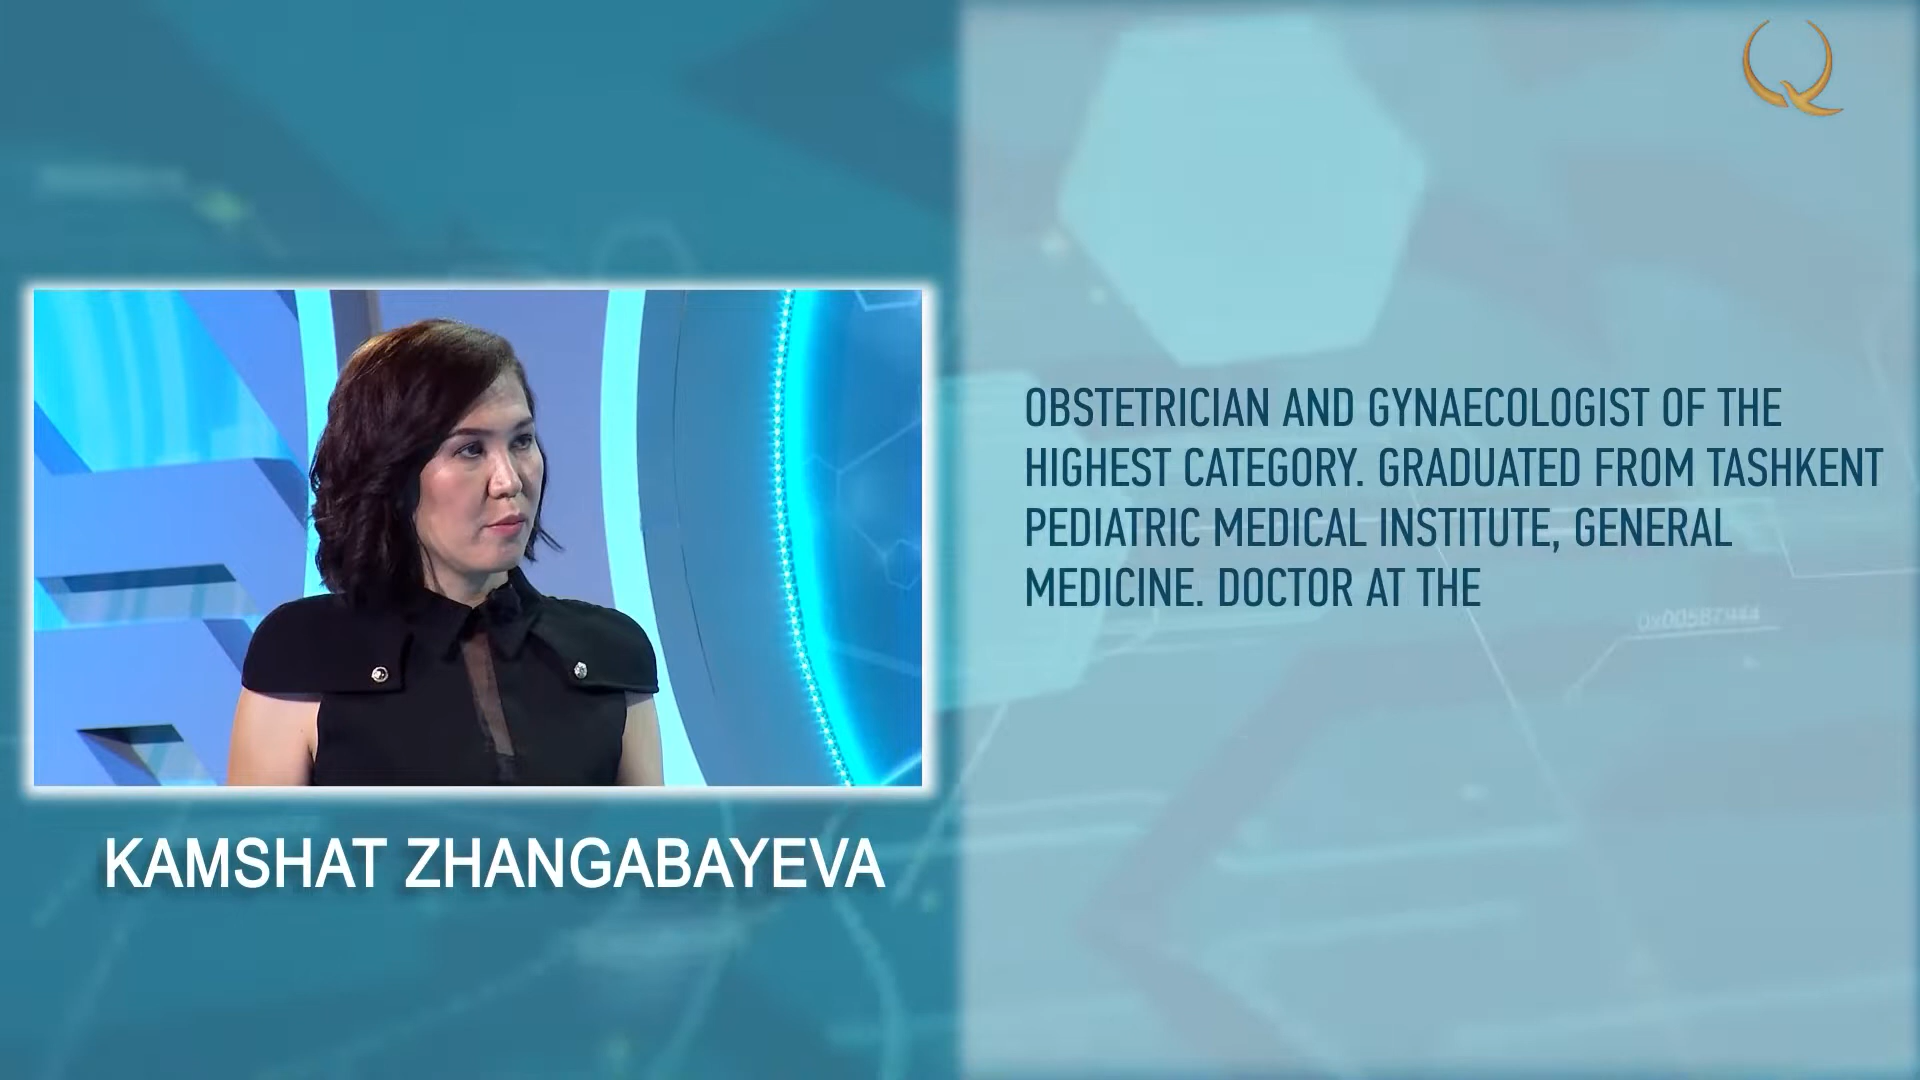 OBSTETRICIAN AND GYNAECOLOGIST OF THE
HIGHEST CATEGORY. GRADUATED FROM TASHKENT
PEDIATRIC MEDICAL INSTITUTE, GENERAL
MEDICINE. DOCTOR AT THE
KAMSHAT ZHANGABAYEVA